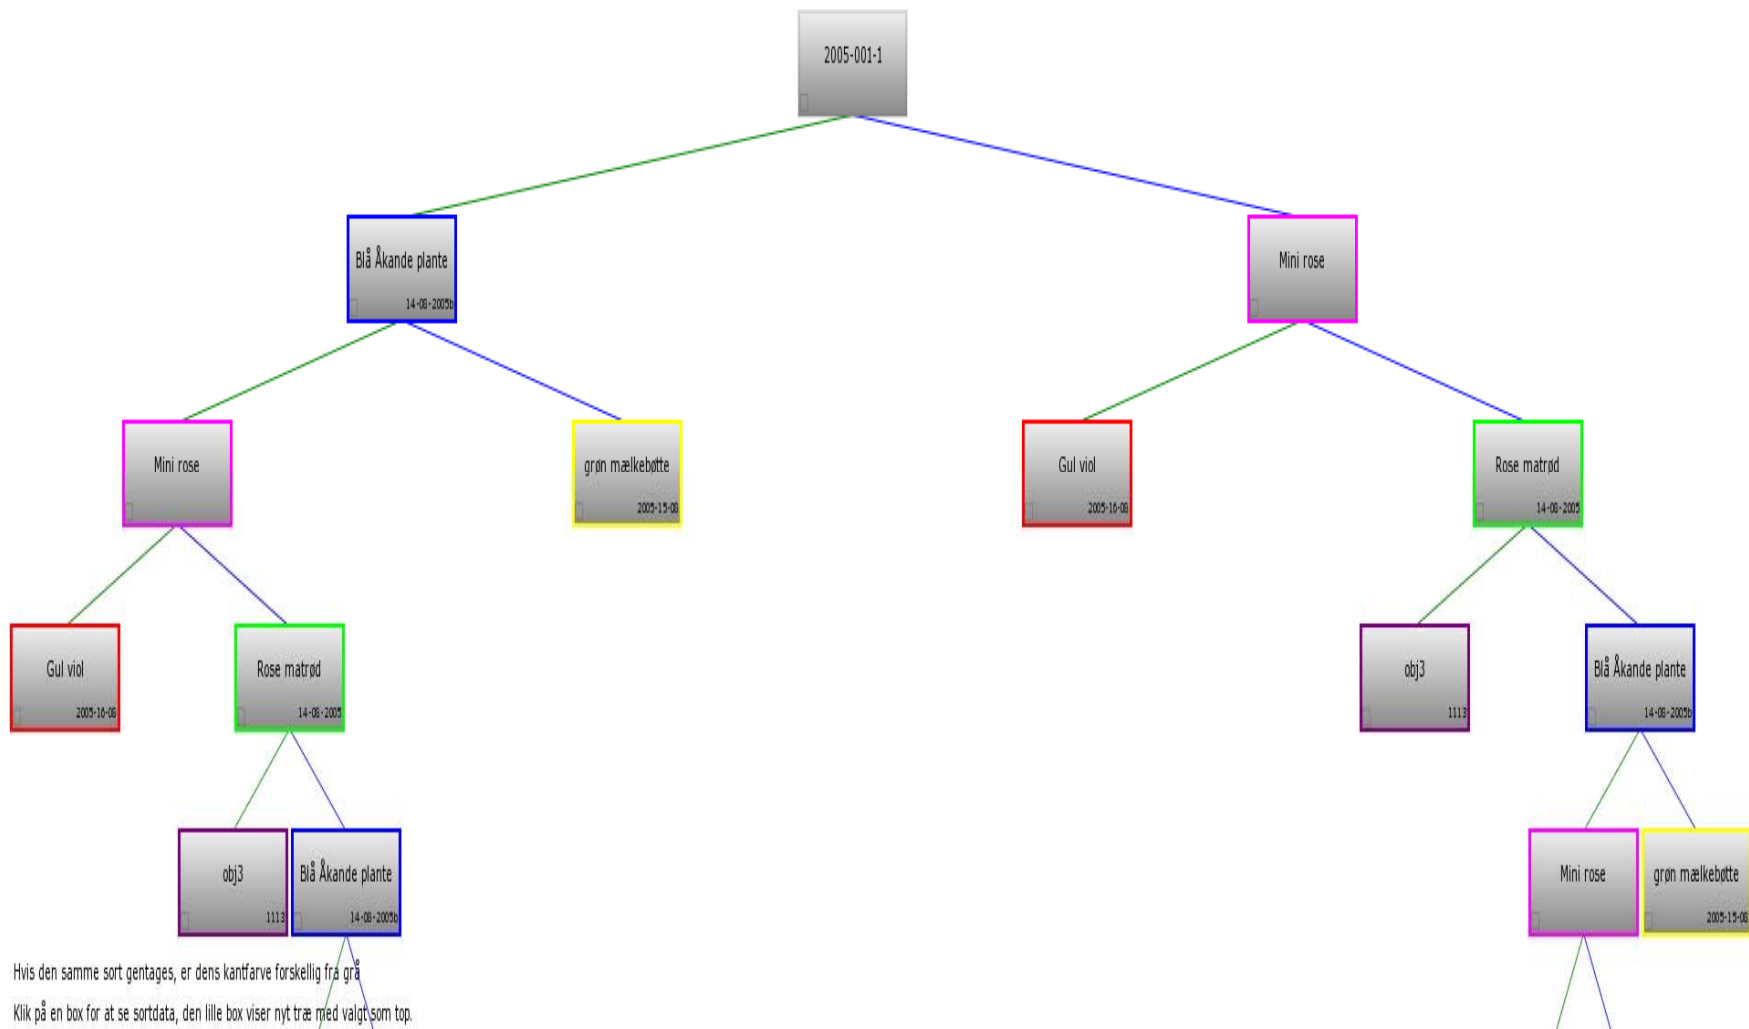 2005-001-1
Blå Åkande plante
14-08-2005b
Mini rose
Mini rose
grøn mælkebøtte
2005-15-08
Gul viol
2005-16-08
Rose matrød
14-08-2005
Gul viol
2005-16-08
Rose matrød
14-08-2005
obj3
1113
Blå Åkande plante
14-08-2005b
obj3
1113
Blå Åkande plante
14-08-2005b
Mini rose
grøn mælkebøtte
2005-15-08
Hvis den samme sort gentages, er dens kantfarve forskellig fra grå
Klik på en box for at se sortdata, den lille box viser nyt træ med valgt som top.